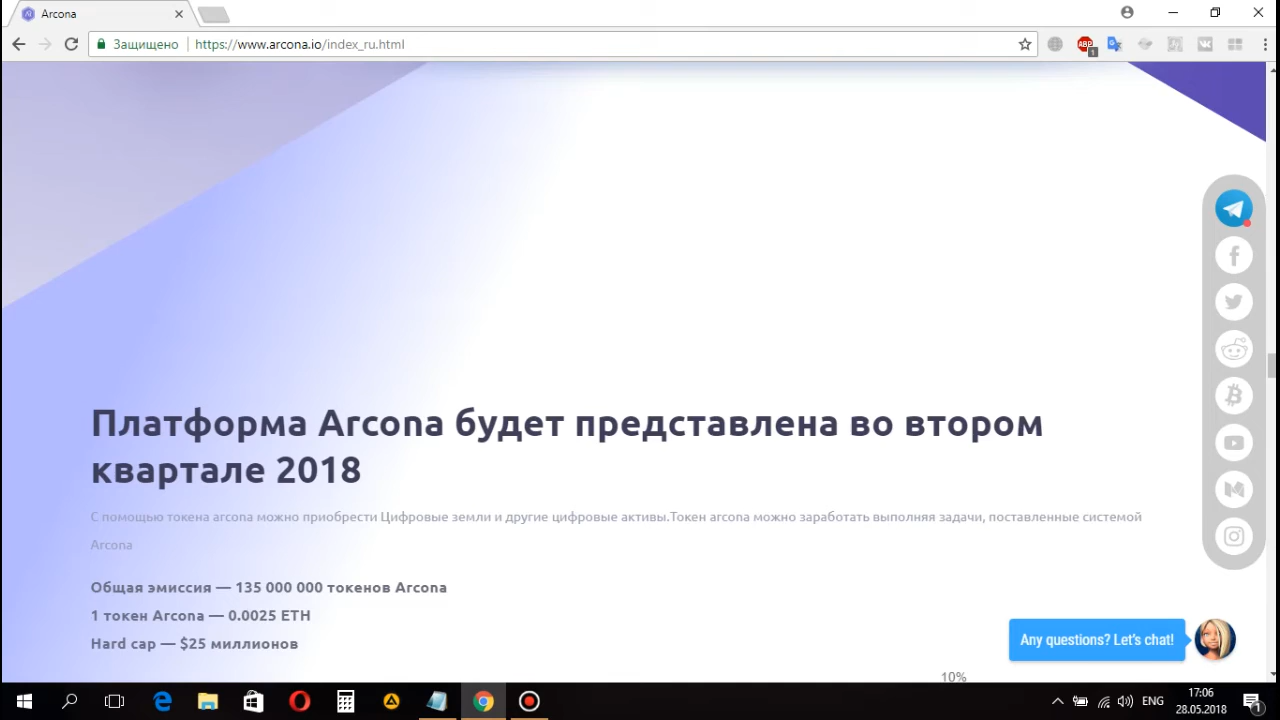 Arcona
Защищено
https://www.arcona.io/index_ru.html
ABP
1
Платформа Arcona будет представлена во втором
квартале 2018
С помощью токена arcona можно приобрести Цифровые земли и другие цифровые активы.Токен arcona можно заработать выполняя задачи, поставленные системой
Arcona
Общая эмиссия — 135 000 000 токенов Arcona
1 токен Arcona — 0.0025 ETH
Hard cap — $25 миллионов
Any questions? Let's chat!
10%
ENG
17:06
28.05.2018
1